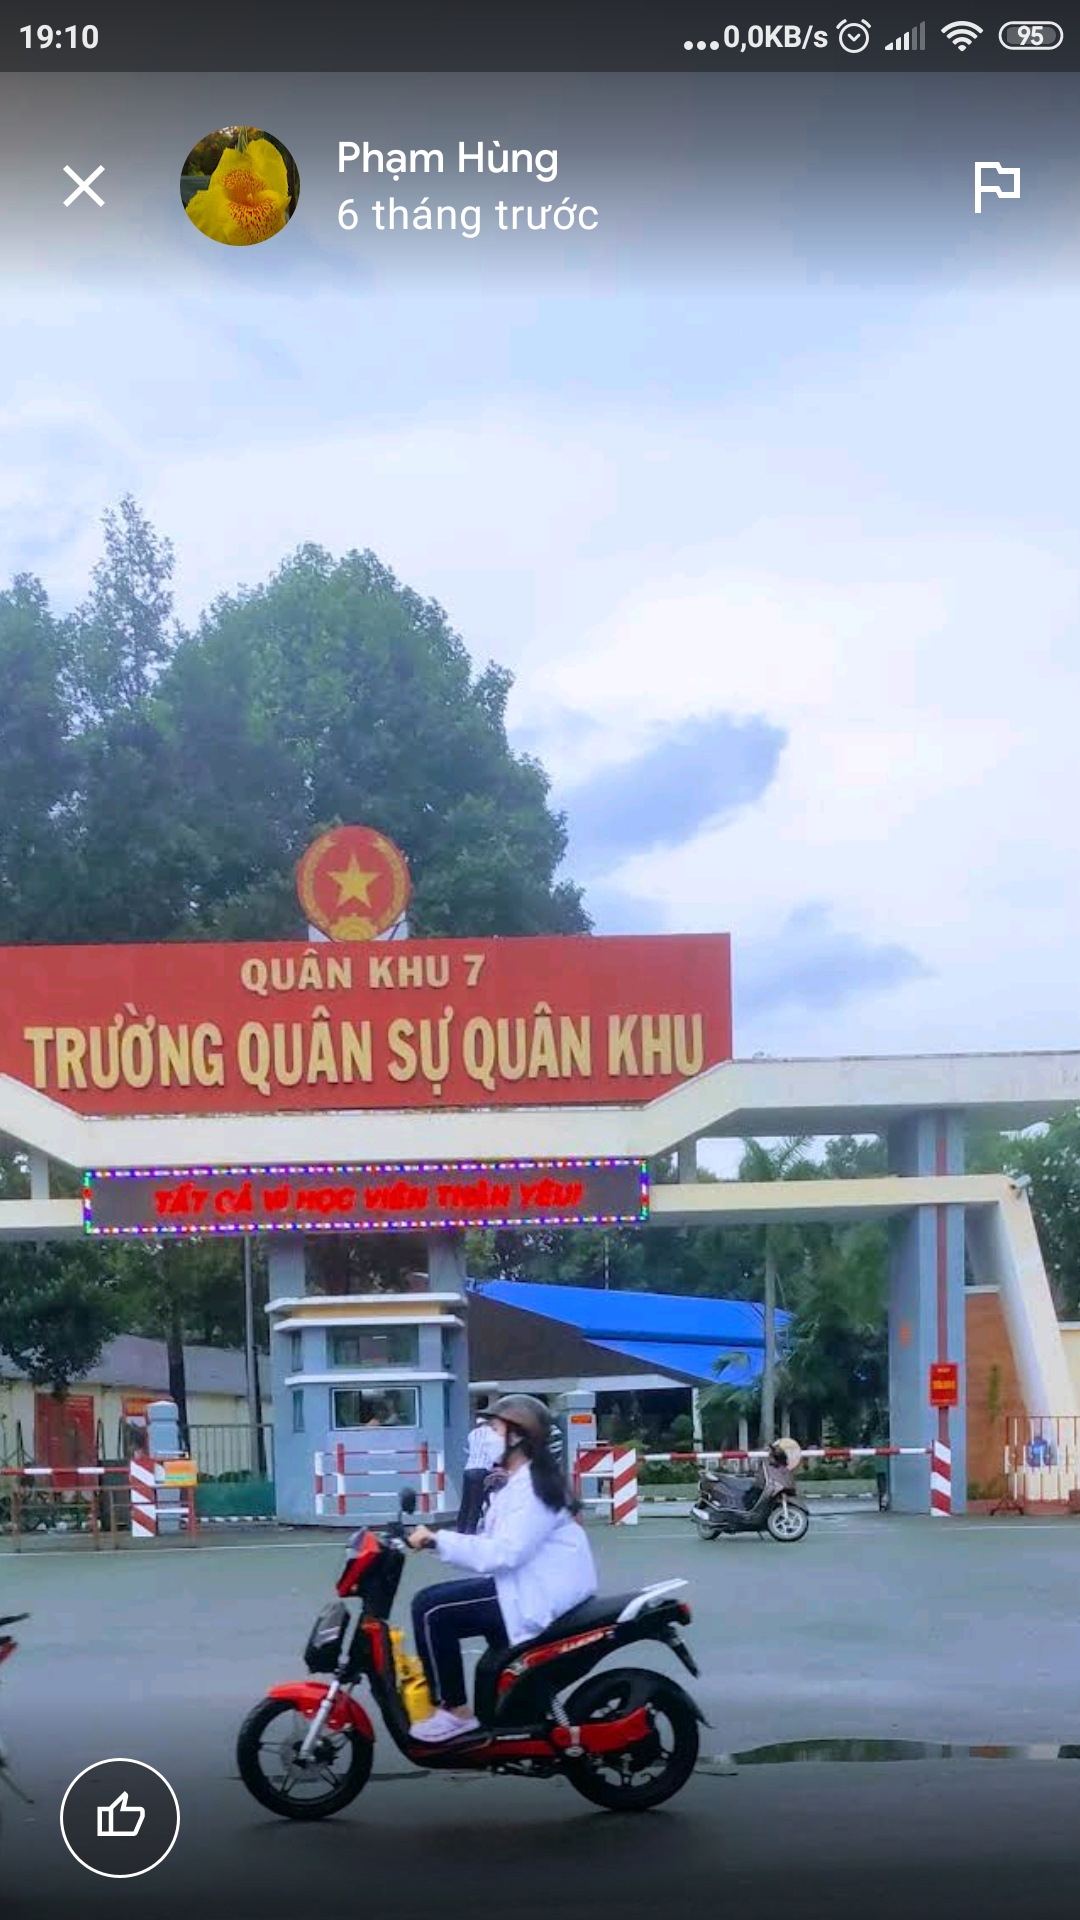 19:10
...0,0KB/s
95
Phạm Hùng
6 tháng trước
QUÂN KHU 7
TRƯỜNG QUÂN SỰ QUÂN KHU
TẤT CẢ VÌ HỌC VIÊN THÂN YÊU!